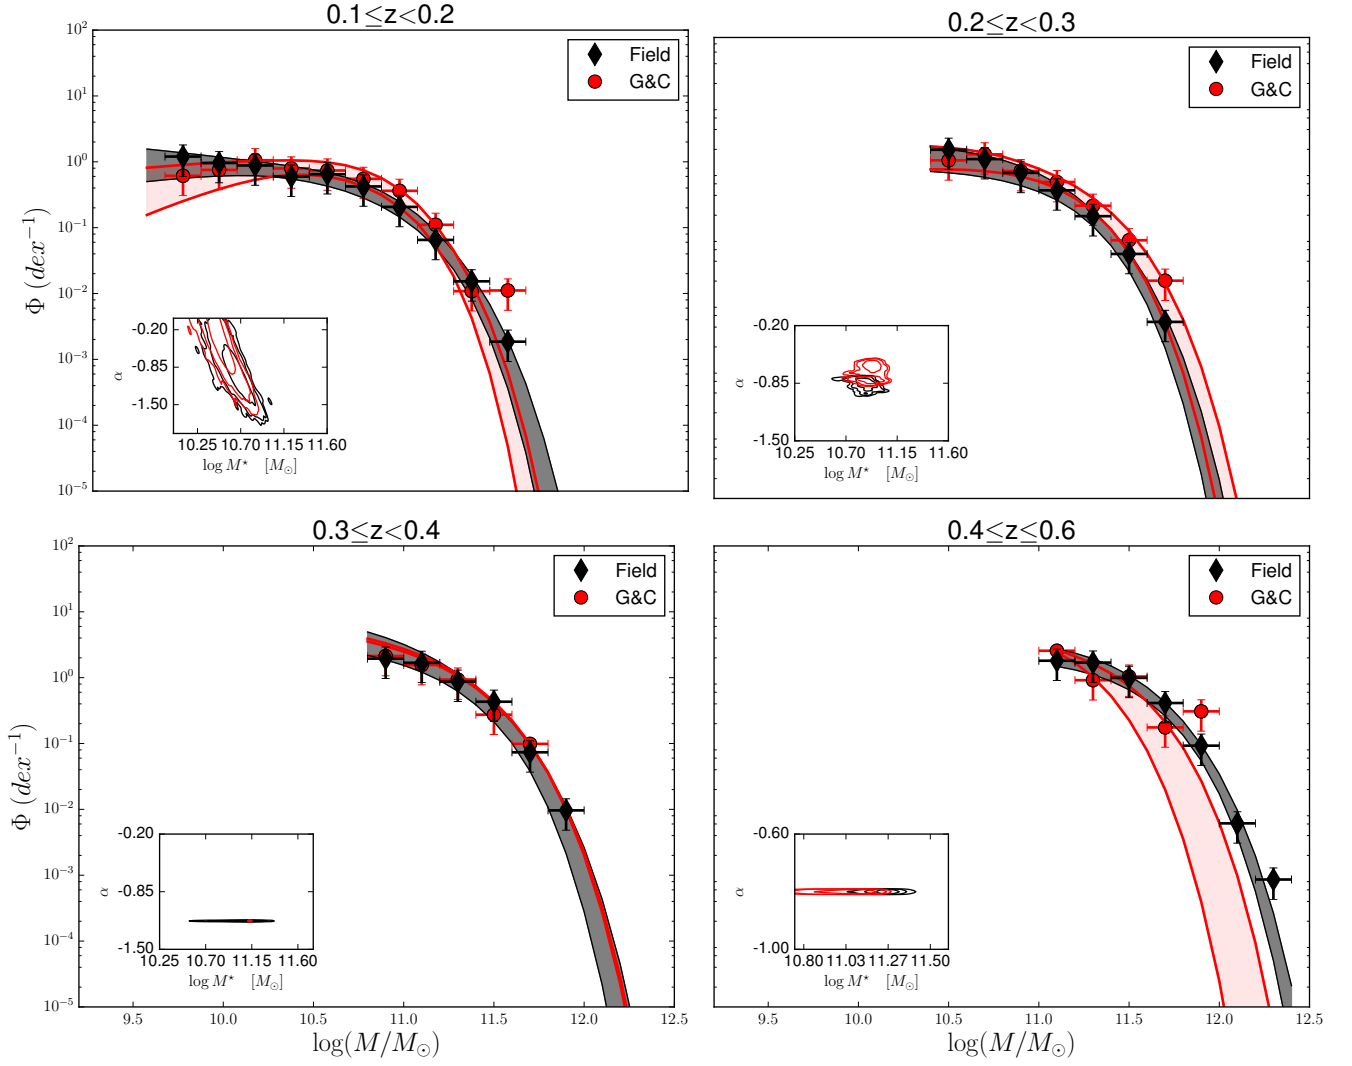 0.1≤z<0.2
10²
10¹
10⁰
10⁻¹
10⁻²
10⁻³
10⁻⁴
10⁻⁵
Φ (dex⁻¹)
Field
G&C
-0.20
-0.85
-1.50
α
10.25 10.70 11.15 11.60
log M⋆ [M⊙]
0.2≤z<0.3
Field
G&C
-0.20
-0.85
-1.50
α
10.25 10.70 11.15 11.60
log M⋆ [M⊙]
0.3≤z<0.4
10²
10¹
10⁰
10⁻¹
10⁻²
10⁻³
10⁻⁴
10⁻⁵
Φ (dex⁻¹)
Field
G&C
-0.20
-0.85
-1.50
α
10.25 10.70 11.15 11.60
log M⋆ [M⊙]
9.5 10.0 10.5 11.0 11.5 12.0 12.5
log(M/M⊙)
0.4≤z≤0.6
Field
G&C
-0.60
-1.00
α
10.80 11.03 11.27 11.50
log M⋆ [M⊙]
9.5 10.0 10.5 11.0 11.5 12.0 12.5
log(M/M⊙)